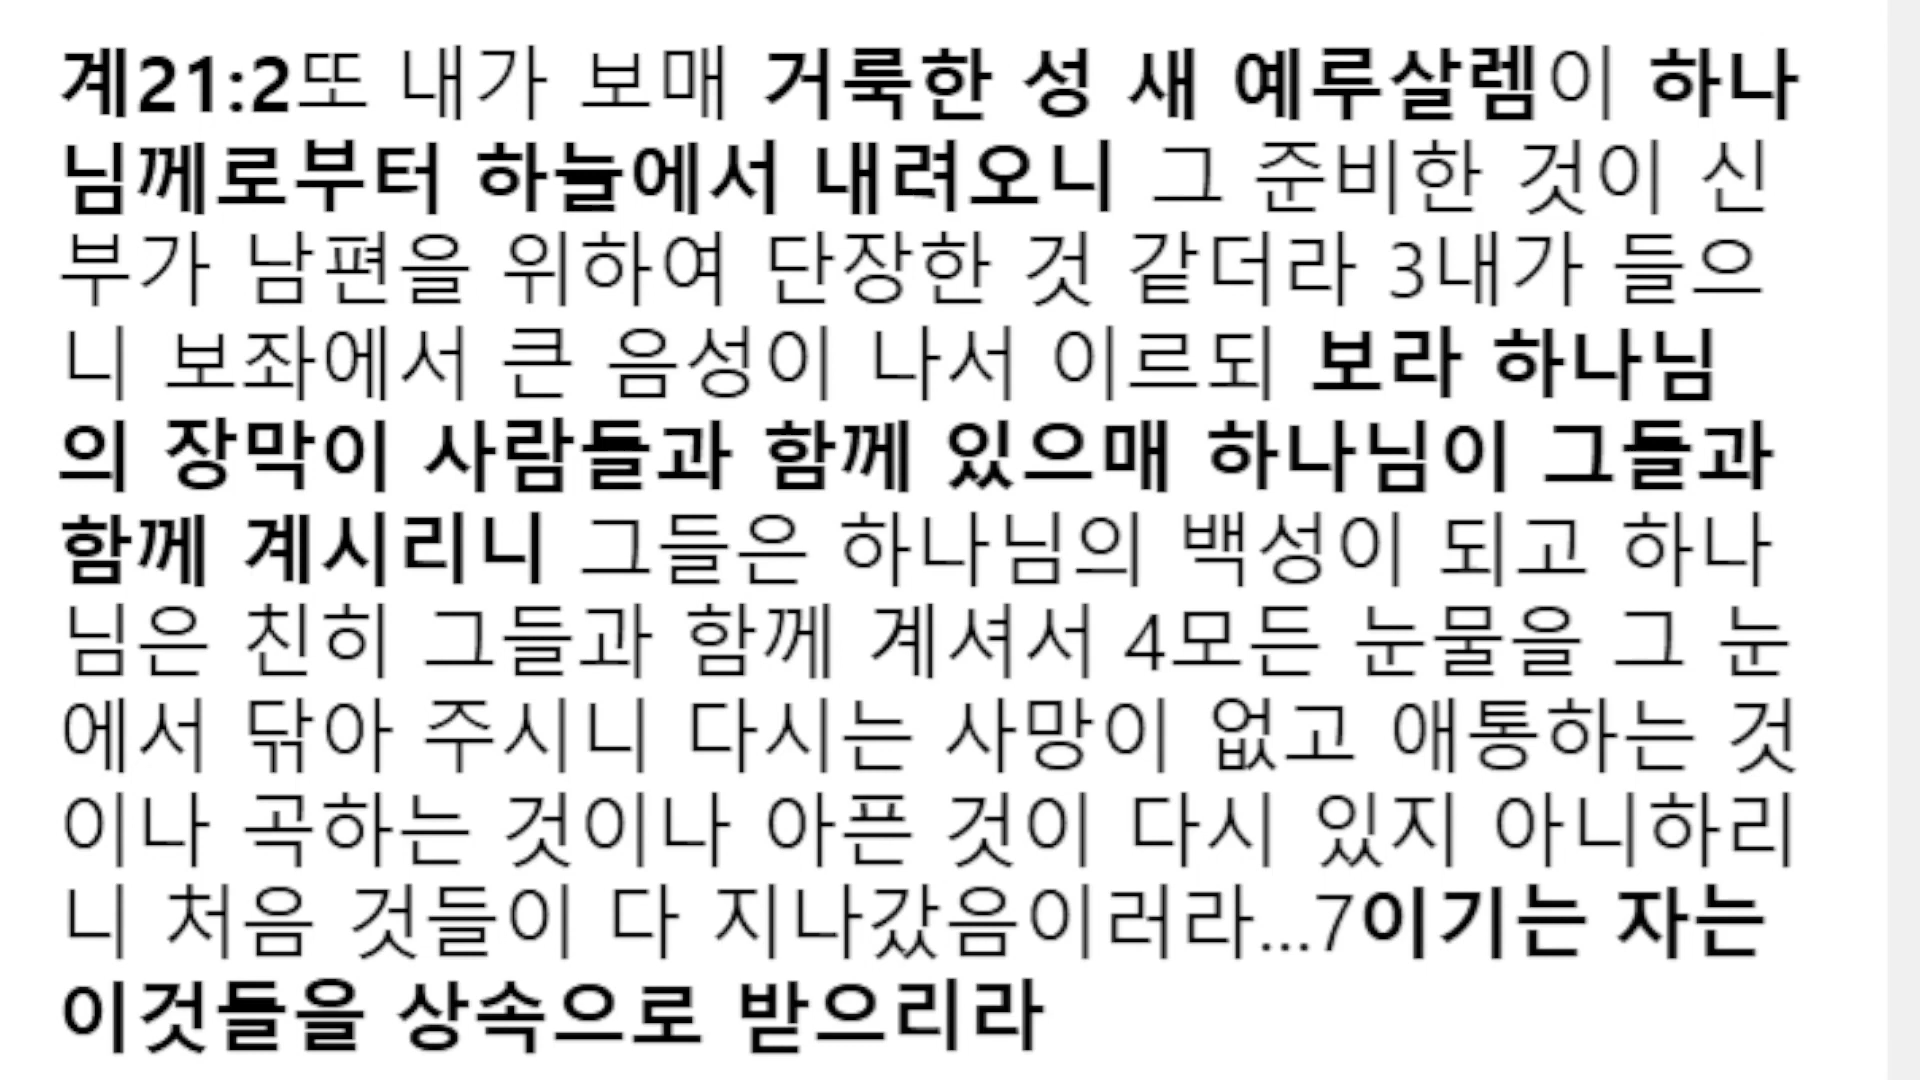 계21:2또 내가 보매 거룩한 성 새 예루살렘이 하나
님께로부터 하늘에서 내려오니 그 준비한 것이 신
부가 남편을 위하여 단장한 것 같더라 3내가 들으
니 보좌에서 큰 음성이 나서 이르되 보라 하나님
의 장막이 사람들과 함께 있으매 하나님이 그들과
함께 계시리니 그들은 하나님의 백성이 되고 하나
님은 친히 그들과 함께 계셔서 4모든 눈물을 그 눈
에서 닦아 주시니 다시는 사망이 없고 애통하는 것
이나 곡하는 것이나 아픈 것이 다시 있지 아니하리
니 처음 것들이 다 지나갔음이러라...7이기는 자는
이것들을 상속으로 받으리라